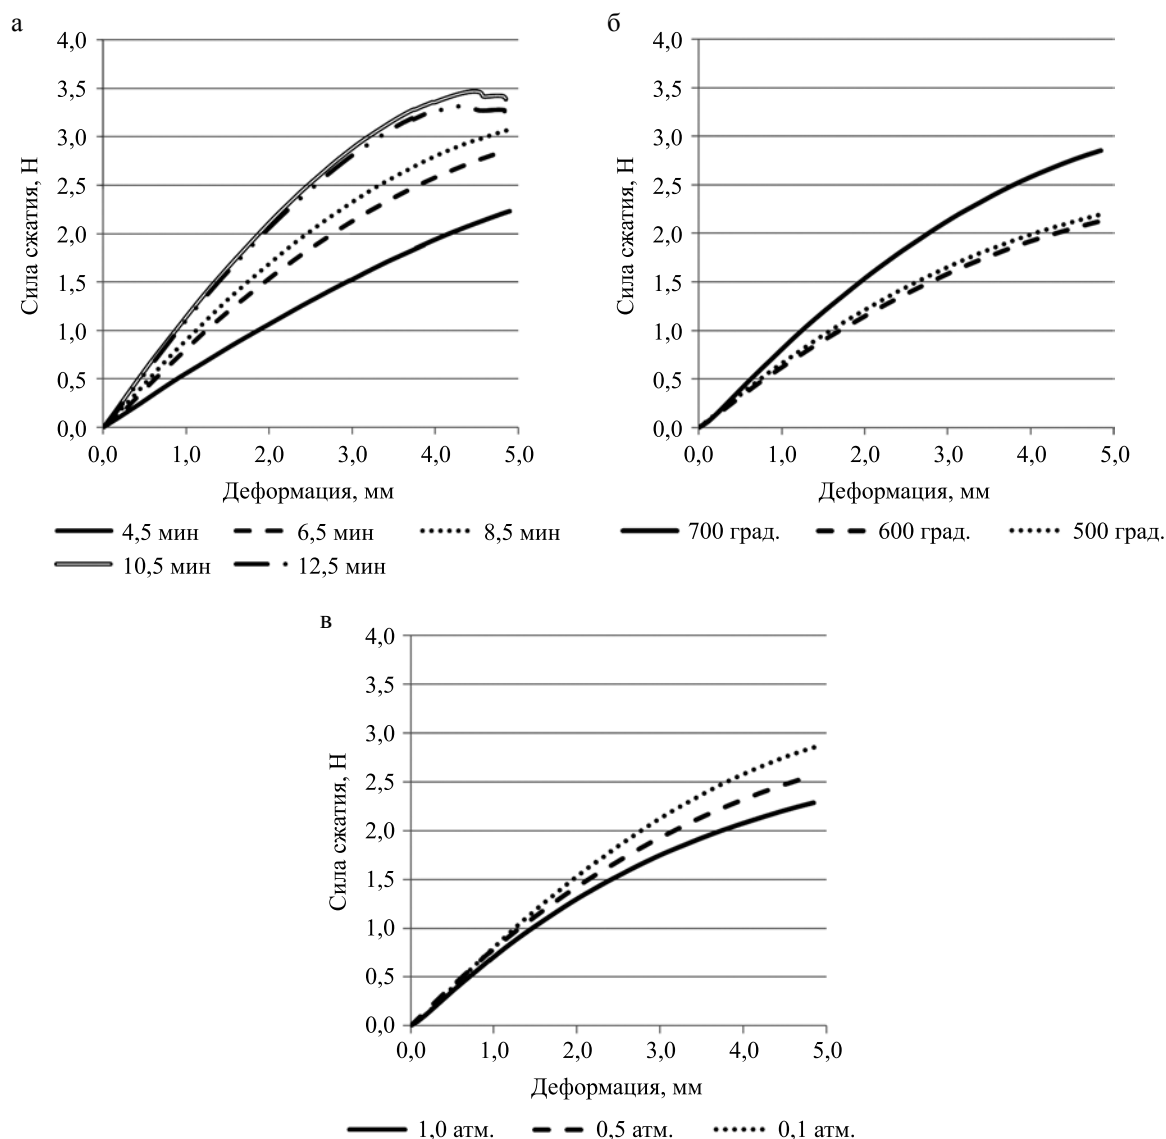 а
4,0
3,5
3,0
2,5
2,0
1,5
1,0
0,5
0,0
Сила сжатия, Н
0,0 1,0 2,0 3,0 4,0 5,0
Деформация, мм
4,5 мин 6,5 мин 8,5 мин
10,5 мин 12,5 мин
б
4,0
3,5
3,0
2,5
2,0
1,5
1,0
0,5
0,0
Сила сжатия, Н
0,0 1,0 2,0 3,0 4,0 5,0
Деформация, мм
700 град. 600 град. 500 град.
в
4,0
3,5
3,0
2,5
2,0
1,5
1,0
0,5
0,0
Сила сжатия, Н
0,0 1,0 2,0 3,0 4,0 5,0
Деформация, мм
1,0 атм. 0,5 атм. 0,1 атм.